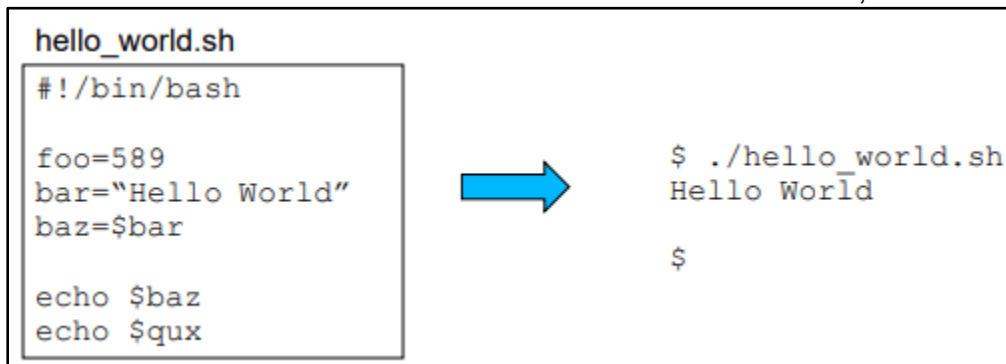 hello_world.sh
#!/bin/bash
foo=589
bar=“Hello World”
baz=$bar
echo $baz
echo $qux
$ ./hello_world.sh
Hello World
$